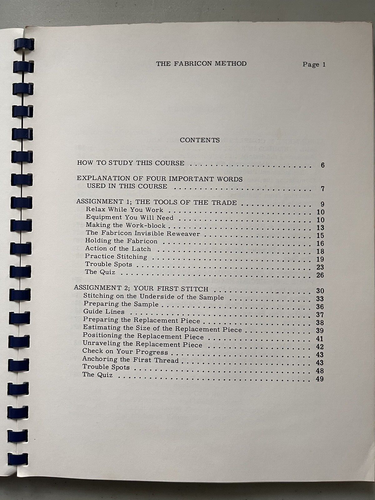 THE FABRICON METHOD Page 1
CONTENTS
HOW TO STUDY THIS COURSE . . . . . . . . . . . . . . . . . . . . . . . 6
EXPLANATION OF FOUR IMPORTANT WORDS
USED IN THIS COURSE . . . . . . . . . . . . . . . . . . . . . . . . . 7
ASSIGNMENT 1; THE TOOLS OF THE TRADE . . . . . . . . . . . . . . 9
Relax While You Work . . . . . . . . . . . . . . . . . . . . . . . . . 10
Equipment You Will Need . . . . . . . . . . . . . . . . . . . . . . . 10
Making the Work-block . . . . . . . . . . . . . . . . . . . . . . . . 13
The Fabricon Invisible Reweaver . . . . . . . . . . . . . . . . . . 15
Holding the Fabricon . . . . . . . . . . . . . . . . . . . . . . . . . 16
Action of the Latch . . . . . . . . . . . . . . . . . . . . . . . . . . 18
Practice Stitching . . . . . . . . . . . . . . . . . . . . . . . . . . . 19
Trouble Spots . . . . . . . . . . . . . . . . . . . . . . . . . . . . . 23
The Quiz . . . . . . . . . . . . . . . . . . . . . . . . . . . . . . . . 26
ASSIGNMENT 2; YOUR FIRST STITCH . . . . . . . . . . . . . . . . . . 30
Stitching on the Underside of the Sample . . . . . . . . . . . . . 33
Preparing the Sample . . . . . . . . . . . . . . . . . . . . . . . . . 36
Guide Lines . . . . . . . . . . . . . . . . . . . . . . . . . . . . . . 37
Preparing the Replacement Piece . . . . . . . . . . . . . . . . . . 38
Estimating the Size of the Replacement Piece . . . . . . . . . . . 39
Positioning the Replacement Piece . . . . . . . . . . . . . . . . . 41
Unraveling the Replacement Piece . . . . . . . . . . . . . . . . . 42
Check on Your Progress . . . . . . . . . . . . . . . . . . . . . . . . 43
Anchoring the First Thread . . . . . . . . . . . . . . . . . . . . . 43
Trouble Spots . . . . . . . . . . . . . . . . . . . . . . . . . . . . . 48
The Quiz . . . . . . . . . . . . . . . . . . . . . . . . . . . . . . . . 49